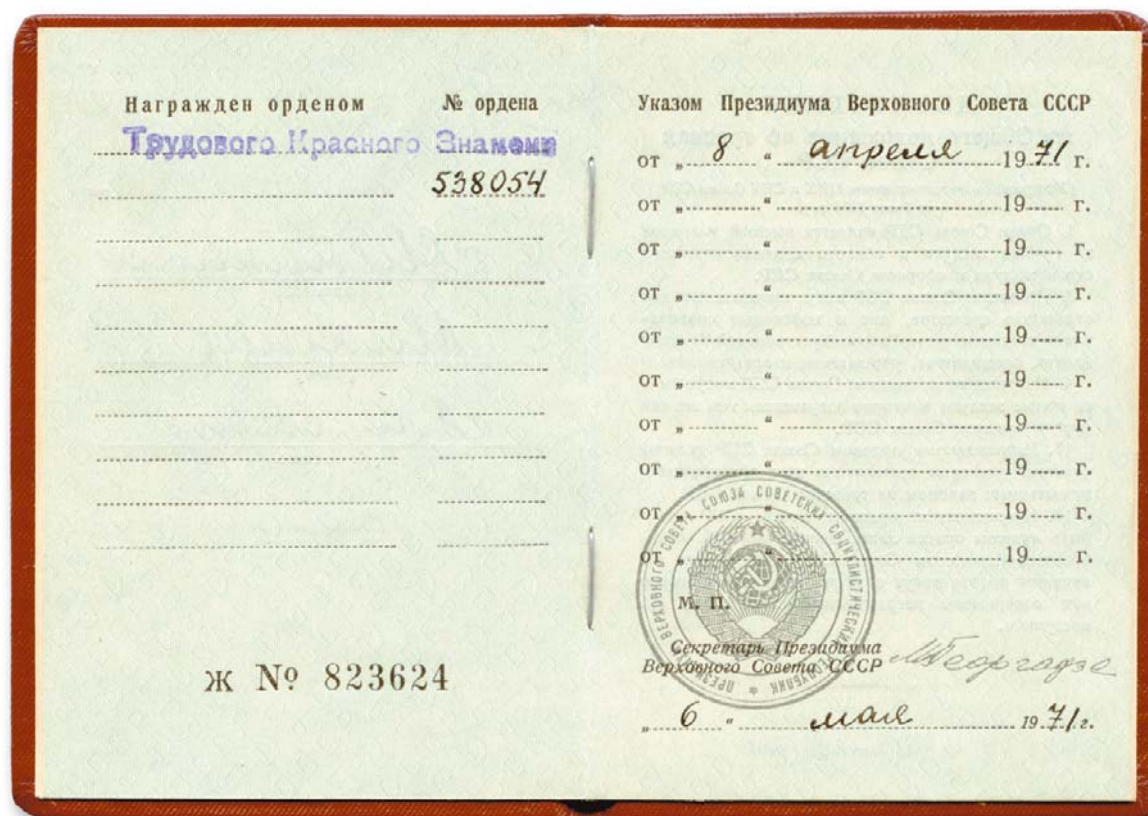 Награжден орденом № ордена
Трудового Красного Знамени
538054
Ж № 823624
Указом Президиума Верховного Совета СССР
от „ 8 “ апреля 1971 г.
от „ “ 19 г.
от „ “ 19 г.
от „ “ 19 г.
от „ “ 19 г.
от „ “ 19 г.
от „ “ 19 г.
от „ “ 19 г.
от „ “ 19 г.
от „ “ 19 г.
ПРЕЗИДИУМ ВЕРХОВНОГО СОВЕТА СОЮЗА СОВЕТСКИХ СОЦИАЛИСТИЧЕСКИХ РЕСПУБЛИК
М. П.
Секретарь Президиума
Верховного Совета СССР МГеоргадзе
„ 6 “ мая 1971 г.